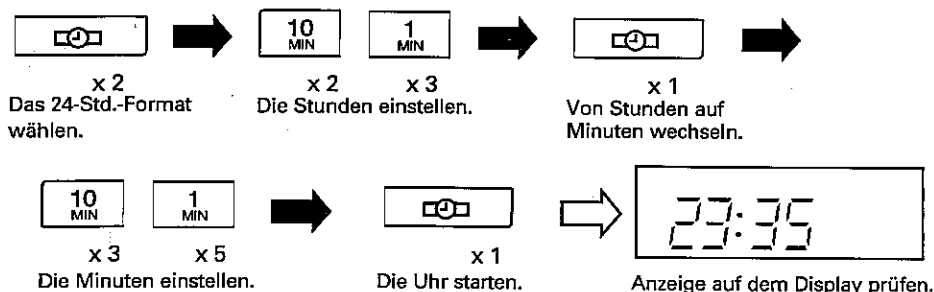 10 MIN 1 MIN
x 2 x 2 x 3 x 1
Das 24-Std.-Format wählen.
Die Stunden einstellen.
Von Stunden auf Minuten wechseln.
10 MIN 1 MIN
x 3 x 5 x 1
23:35
Die Minuten einstellen.
Die Uhr starten.
Anzeige auf dem Display prüfen.